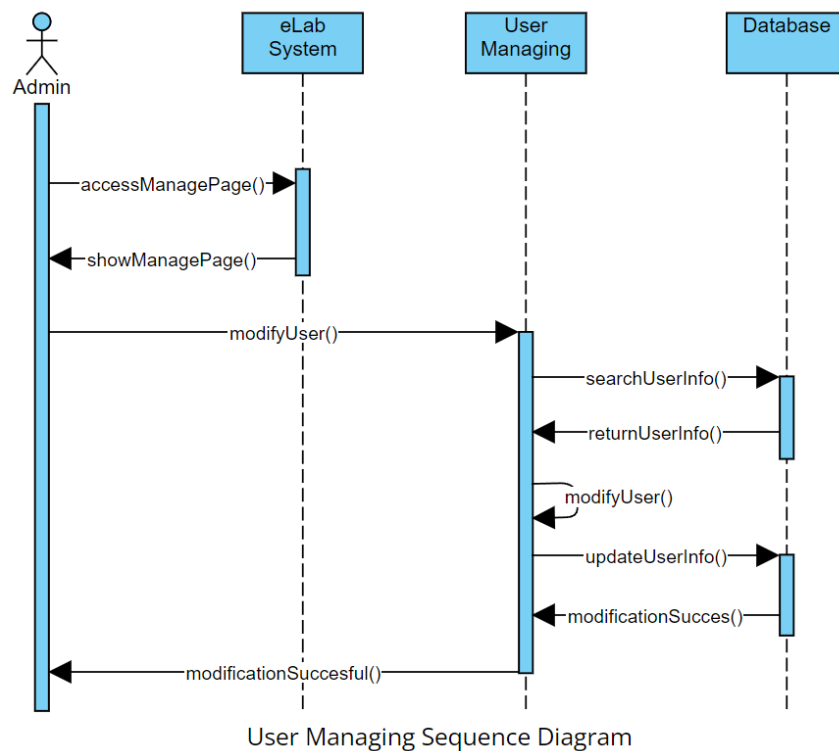 eLab
System
User
Managing
Database
Admin
accessManagePage()
showManagePage()
modifyUser()
searchUserInfo()
returnUserInfo()
modifyUser()
updateUserInfo()
modificationSucces()
modificationSuccesful()
User Managing Sequence Diagram